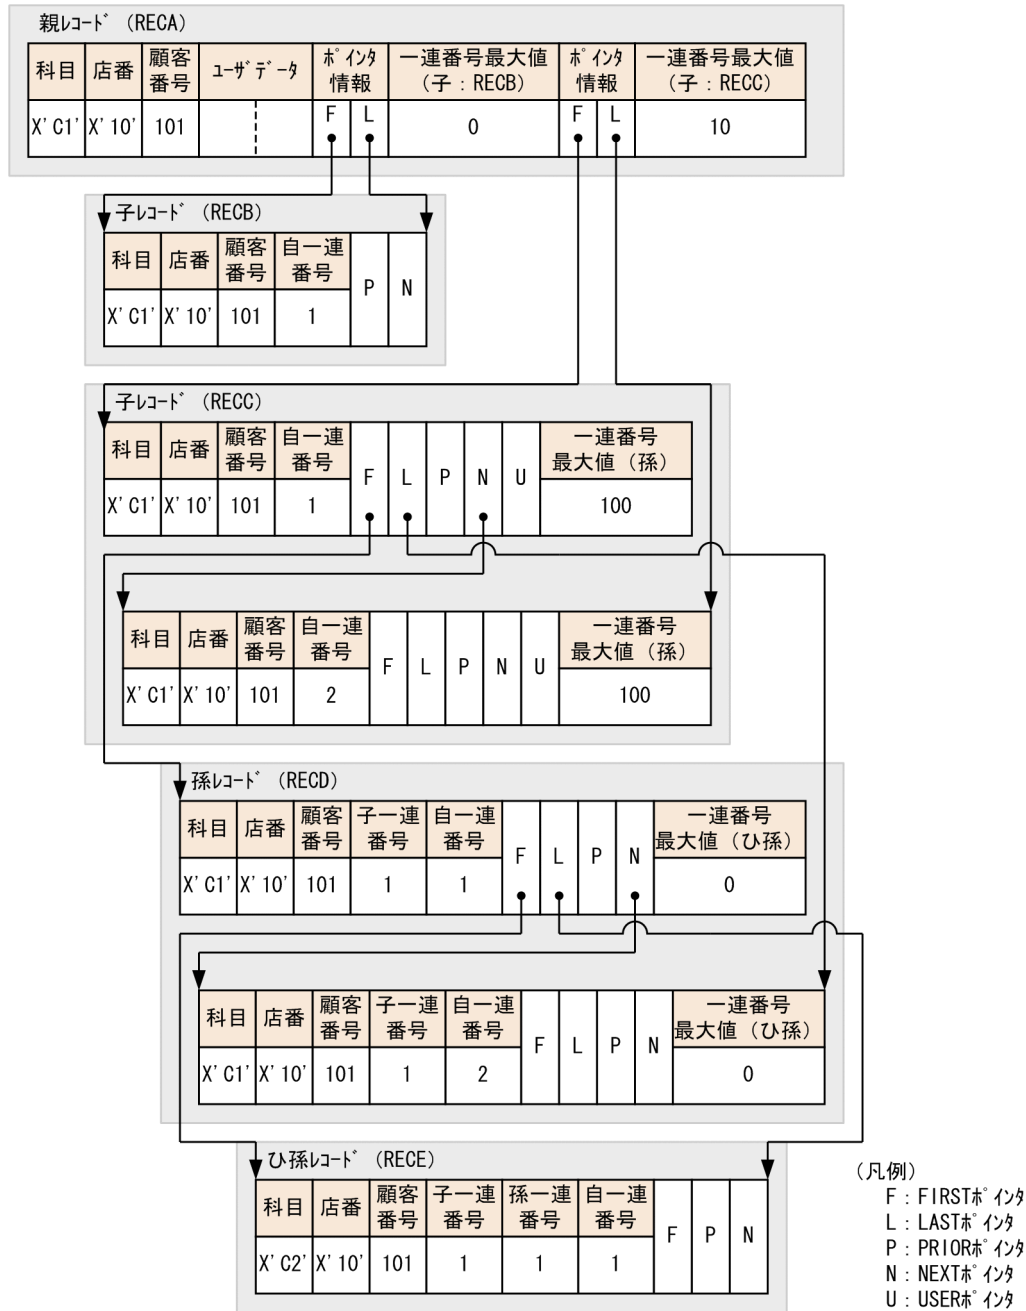 親ﾚｺｰﾄﾞ (RECA)
科目 店番 顧客番号 ﾕｰｻﾞﾃﾞｰﾀ ﾎﾟｲﾝﾀ情報 一連番号最大値(子：RECB) ﾎﾟｲﾝﾀ情報 一連番号最大値(子：RECC)
X'C1' X'10' 101 F L 0 F L 10
子ﾚｺｰﾄﾞ (RECB)
科目 店番 顧客番号 自一連番号 P N
X'C1' X'10' 101 1
子ﾚｺｰﾄﾞ (RECC)
科目 店番 顧客番号 自一連番号 F L P N U 一連番号最大値(孫)
X'C1' X'10' 101 1 100
科目 店番 顧客番号 自一連番号 F L P N U 一連番号最大値(孫)
X'C1' X'10' 101 2 100
孫ﾚｺｰﾄﾞ (RECD)
科目 店番 顧客番号 子一連番号 自一連番号 F L P N 一連番号最大値(ひ孫)
X'C1' X'10' 101 1 1 0
科目 店番 顧客番号 子一連番号 自一連番号 F L P N 一連番号最大値(ひ孫)
X'C1' X'10' 101 1 2 0
ひ孫ﾚｺｰﾄﾞ (RECE)
科目 店番 顧客番号 子一連番号 孫一連番号 自一連番号 F P N
X'C2' X'10' 101 1 1 1
(凡例)
F：FIRSTﾎﾟｲﾝﾀ
L：LASTﾎﾟｲﾝﾀ
P：PRIORﾎﾟｲﾝﾀ
N：NEXTﾎﾟｲﾝﾀ
U：USERﾎﾟｲﾝﾀ